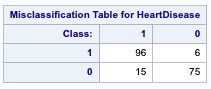 Misclassification Table for HeartDisease
Class: 1 0
1 96 6
0 15 75